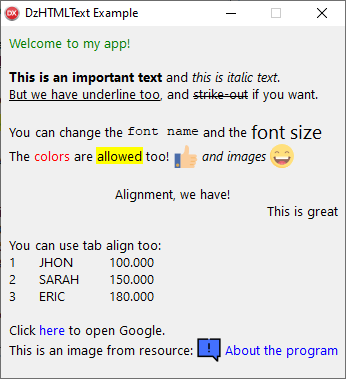 DX DzHTMLText Example
Welcome to my app!
This is an important text and this is italic text.
But we have underline too, and strike-out if you want.
You can change the font name and the font size
The colors are allowed too! and images
Alignment, we have!
This is great
You can use tab align too:
1 JHON 100.000
2 SARAH 150.000
3 ERIC 180.000
Click here to open Google.
This is an image from resource: ! About the program